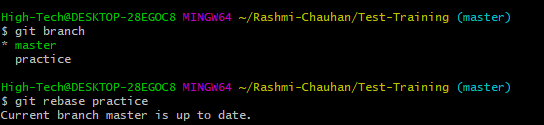 High-Tech@DESKTOP-28EGOC8 MINGW64 ~/Rashmi-Chauhan/Test-Training (master)
$ git branch
* master
  practice
High-Tech@DESKTOP-28EGOC8 MINGW64 ~/Rashmi-Chauhan/Test-Training (master)
$ git rebase practice
Current branch master is up to date.